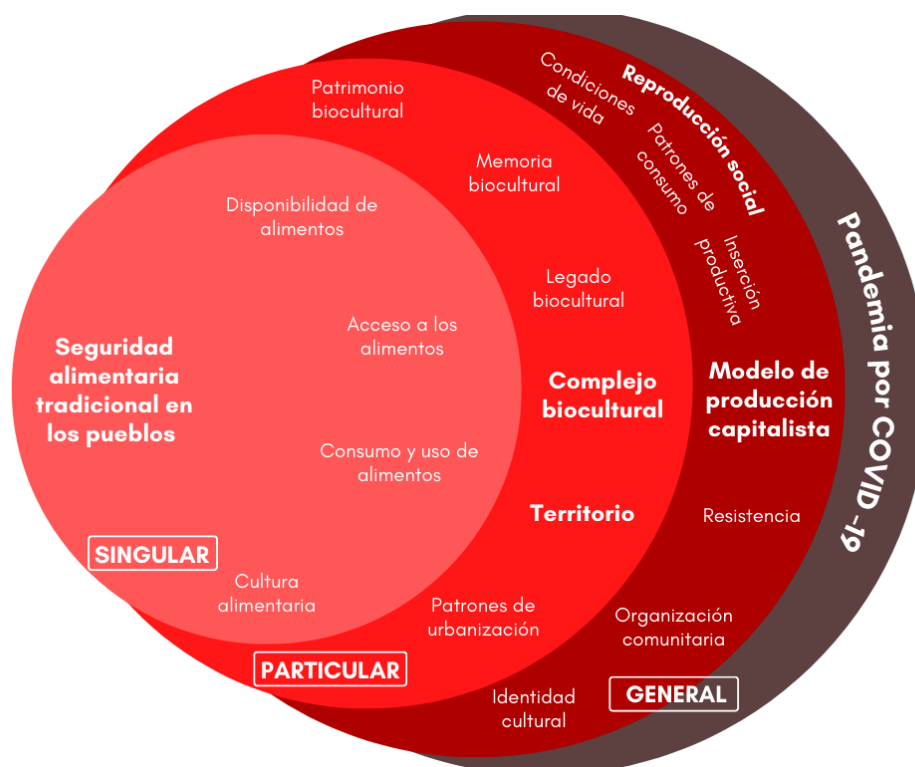 Patrimonio
biocultural
Memoria
biocultural
Legado
biocultural
Complejo
biocultural
Territorio
Patrones de
urbanización
PARTICULAR
Disponibilidad de
alimentos
Acceso a los
alimentos
Seguridad
alimentaria
tradicional en
los pueblos
Consumo y uso de
alimentos
SINGULAR
Cultura
alimentaria
Reproducción social
Condiciones
de vida
Patrones de
consumo
Inserción
productiva
Modelo de
producción
capitalista
Resistencia
Organización
comunitaria
Identidad
cultural
GENERAL
Pandemia por COVID -19